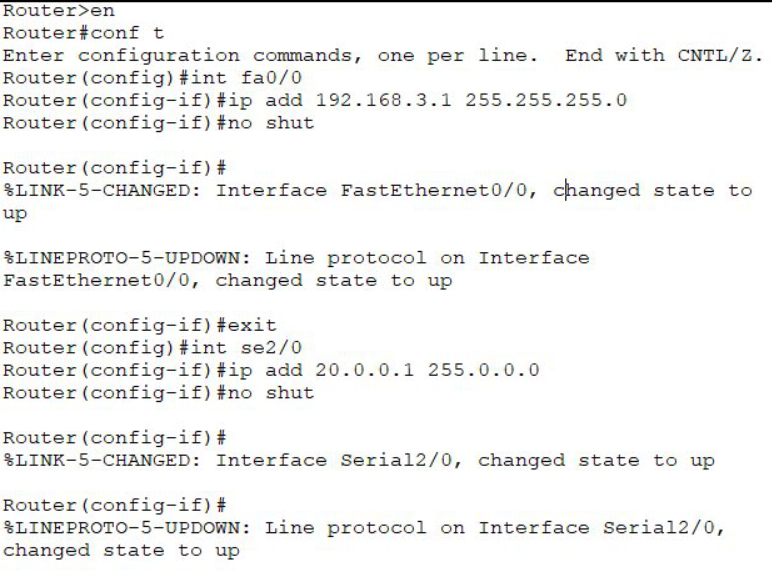 Router>en
Router#conf t
Enter configuration commands, one per line.  End with CNTL/Z.
Router(config)#int fa0/0
Router(config-if)#ip add 192.168.3.1 255.255.255.0
Router(config-if)#no shut
Router(config-if)#
%LINK-5-CHANGED: Interface FastEthernet0/0, changed state to
up
%LINEPROTO-5-UPDOWN: Line protocol on Interface
FastEthernet0/0, changed state to up
Router(config-if)#exit
Router(config)#int se2/0
Router(config-if)#ip add 20.0.0.1 255.0.0.0
Router(config-if)#no shut
Router(config-if)#
%LINK-5-CHANGED: Interface Serial2/0, changed state to up
Router(config-if)#
%LINEPROTO-5-UPDOWN: Line protocol on Interface Serial2/0,
changed state to up